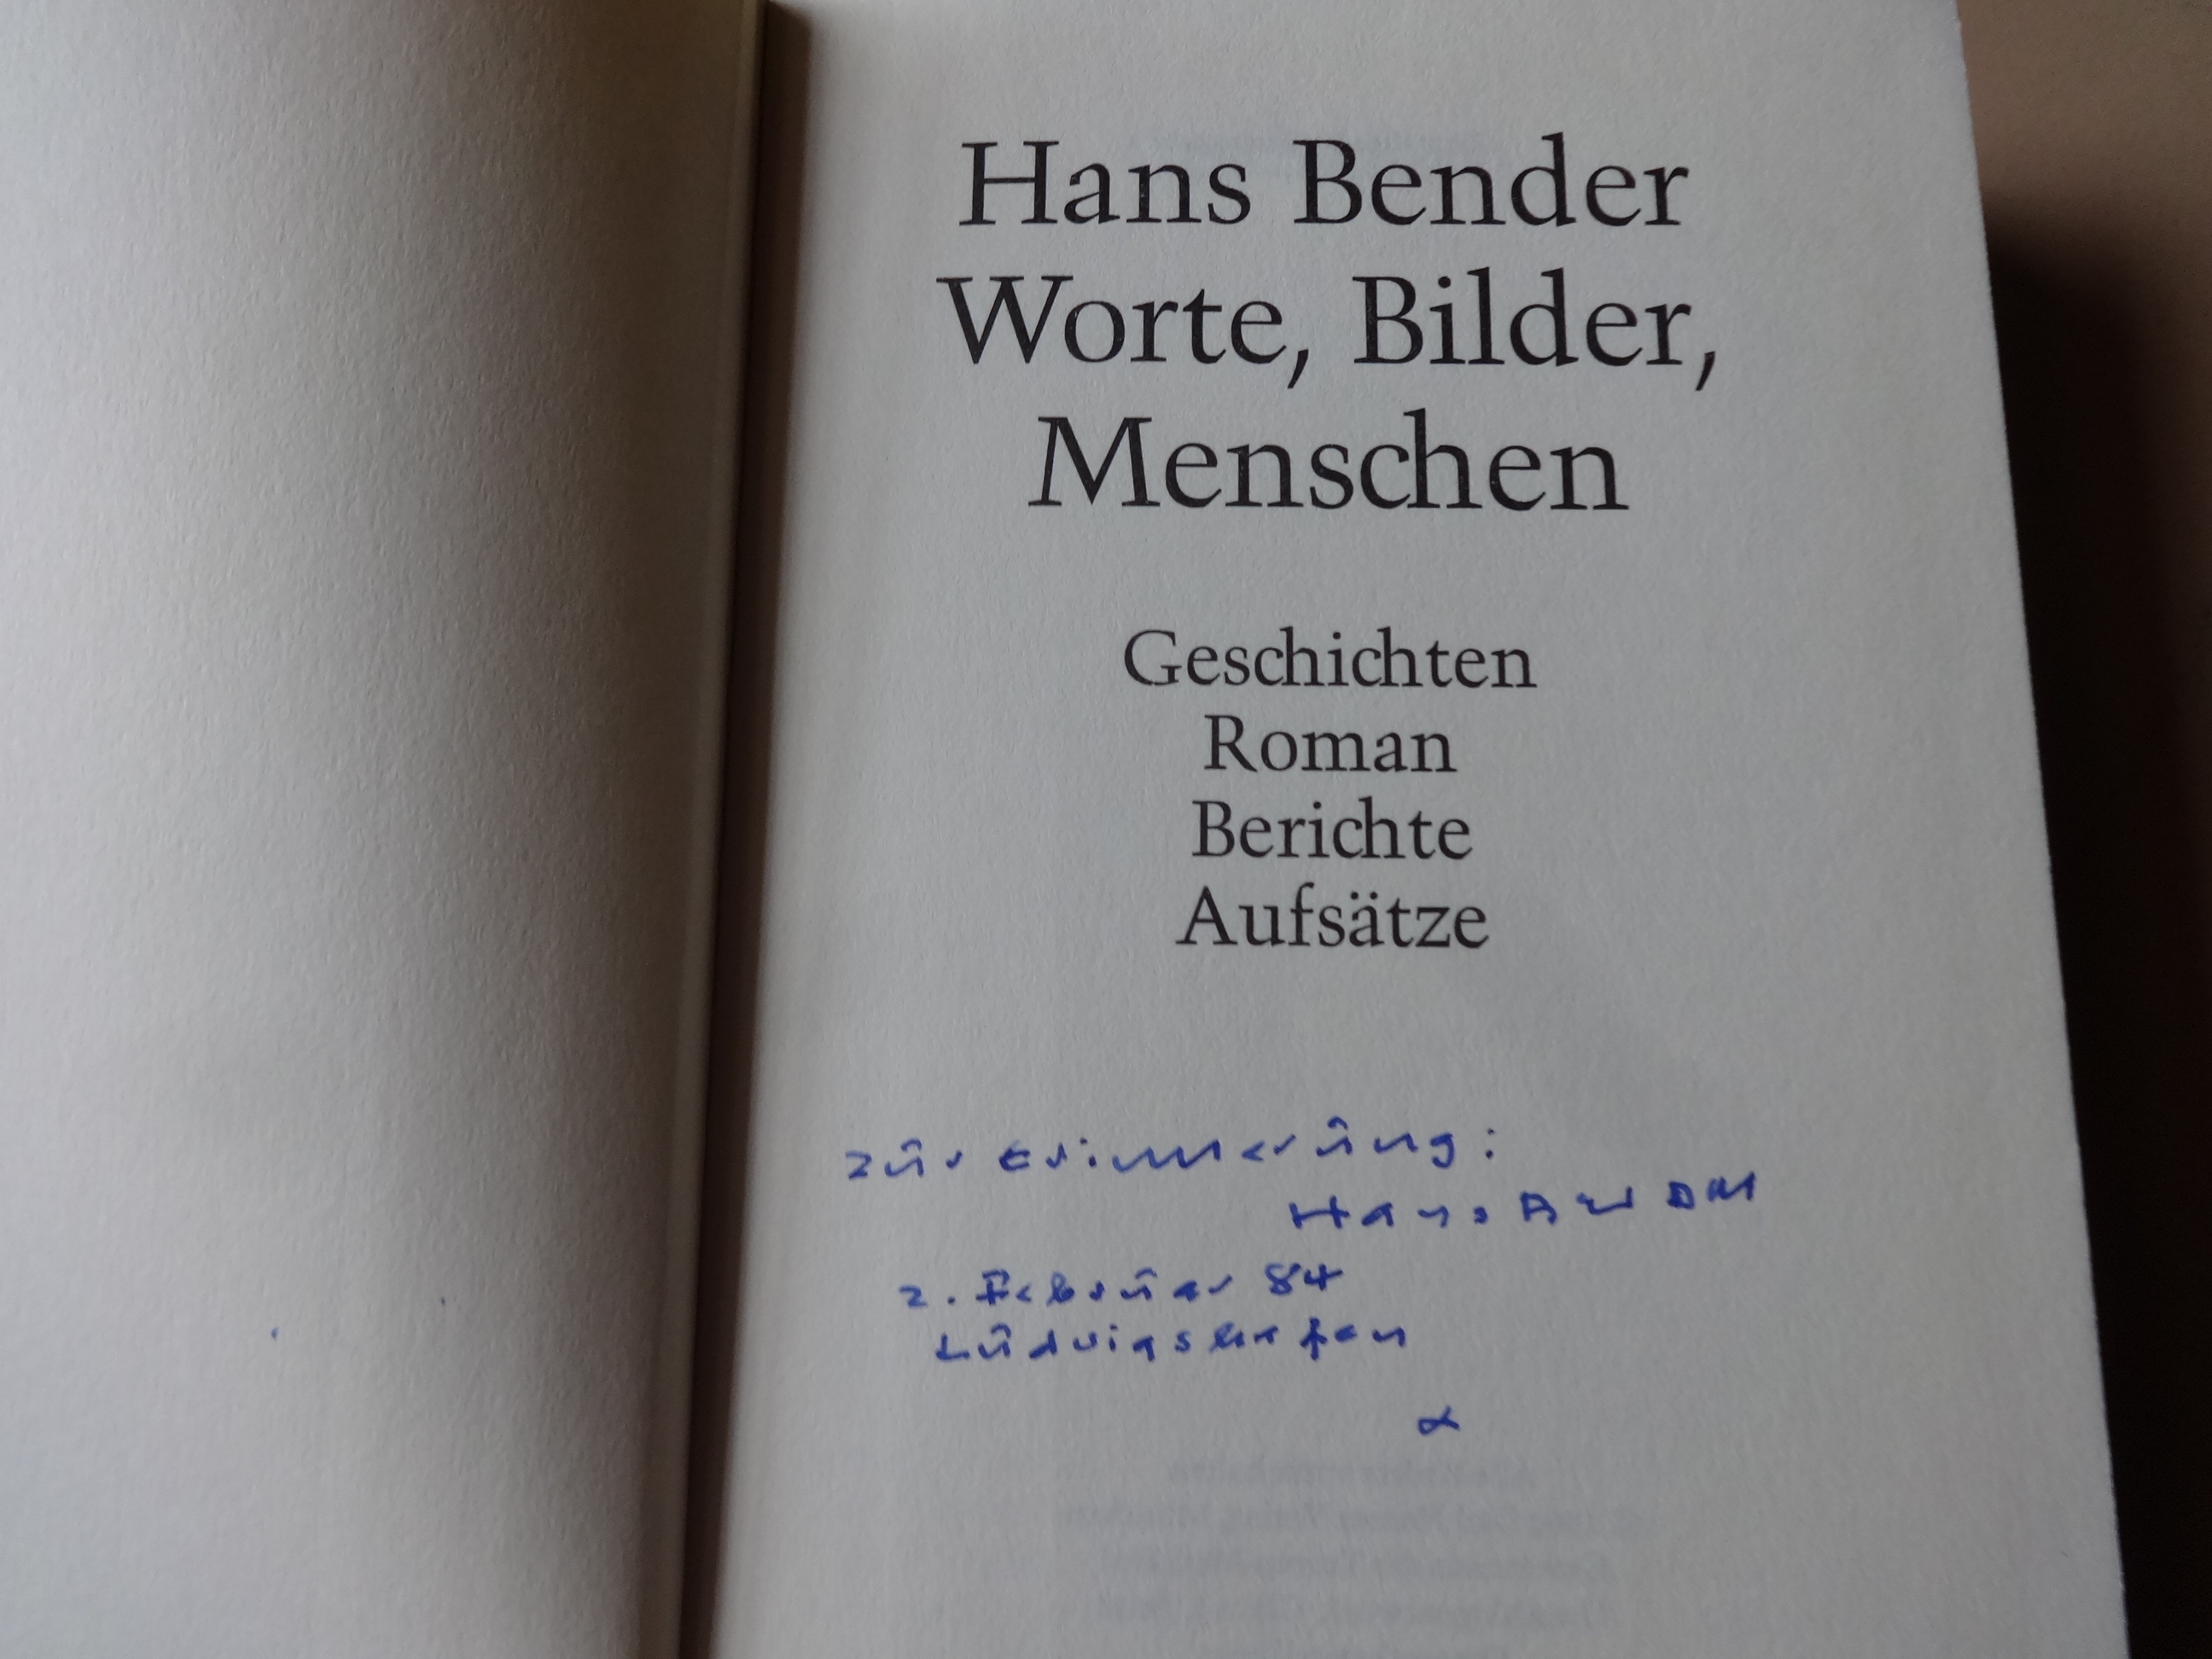 Hans Bender
Worte, Bilder,
Menschen
Geschichten
Roman
Berichte
Aufsätze
zur Erinnerung:
Hans Bender
2. Februar 84
Ludwigshafen